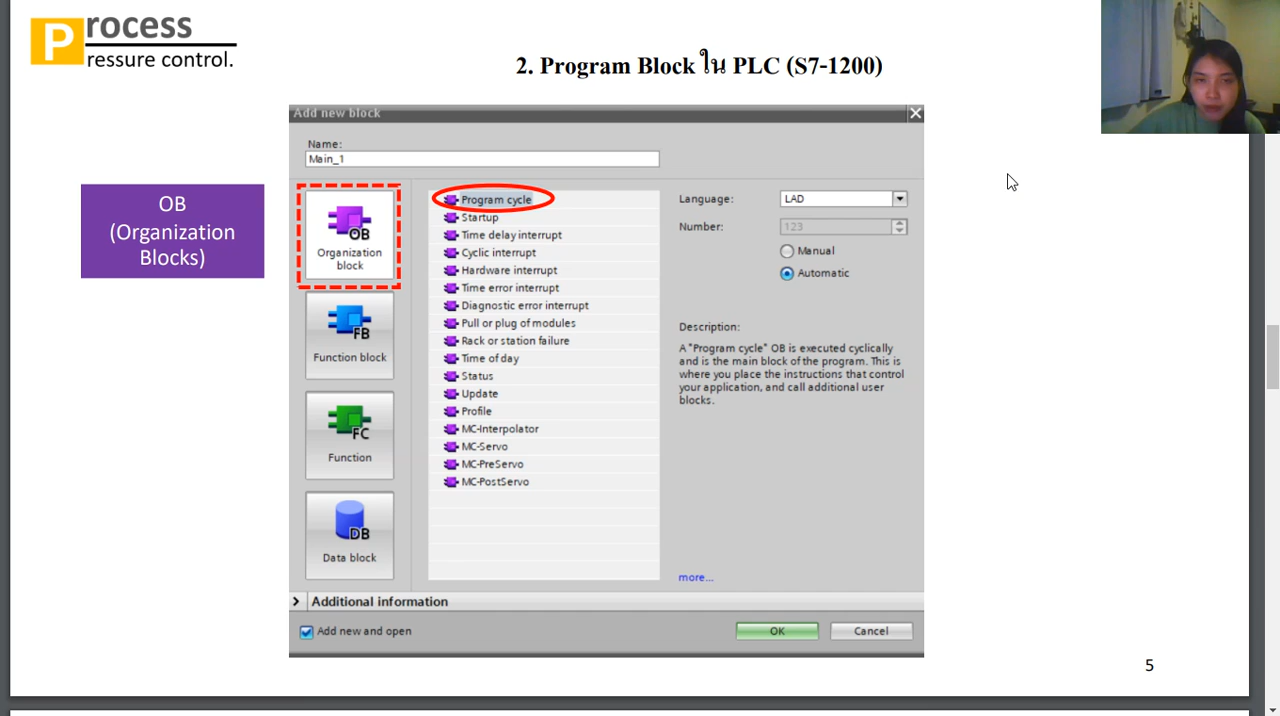 Process
Pressure control.
2. Program Block ใน PLC (S7-1200)
OB
(Organization
Blocks)
Add new block
Name:
Main_1
OB
Organization
block
FB
Function block
FC
Function
DB
Data block
Program cycle
Startup
Time delay interrupt
Cyclic interrupt
Hardware interrupt
Time error interrupt
Diagnostic error interrupt
Pull or plug of modules
Rack or station failure
Time of day
Status
Update
Profile
MC-Interpolator
MC-Servo
MC-PreServo
MC-PostServo
Language: LAD
Number: 123
Manual
Automatic
Description:
A "Program cycle" OB is executed cyclically
and is the main block of the program. This is
where you place the instructions that control
your application, and call additional user
blocks.
more...
Additional information
Add new and open
OK Cancel
5